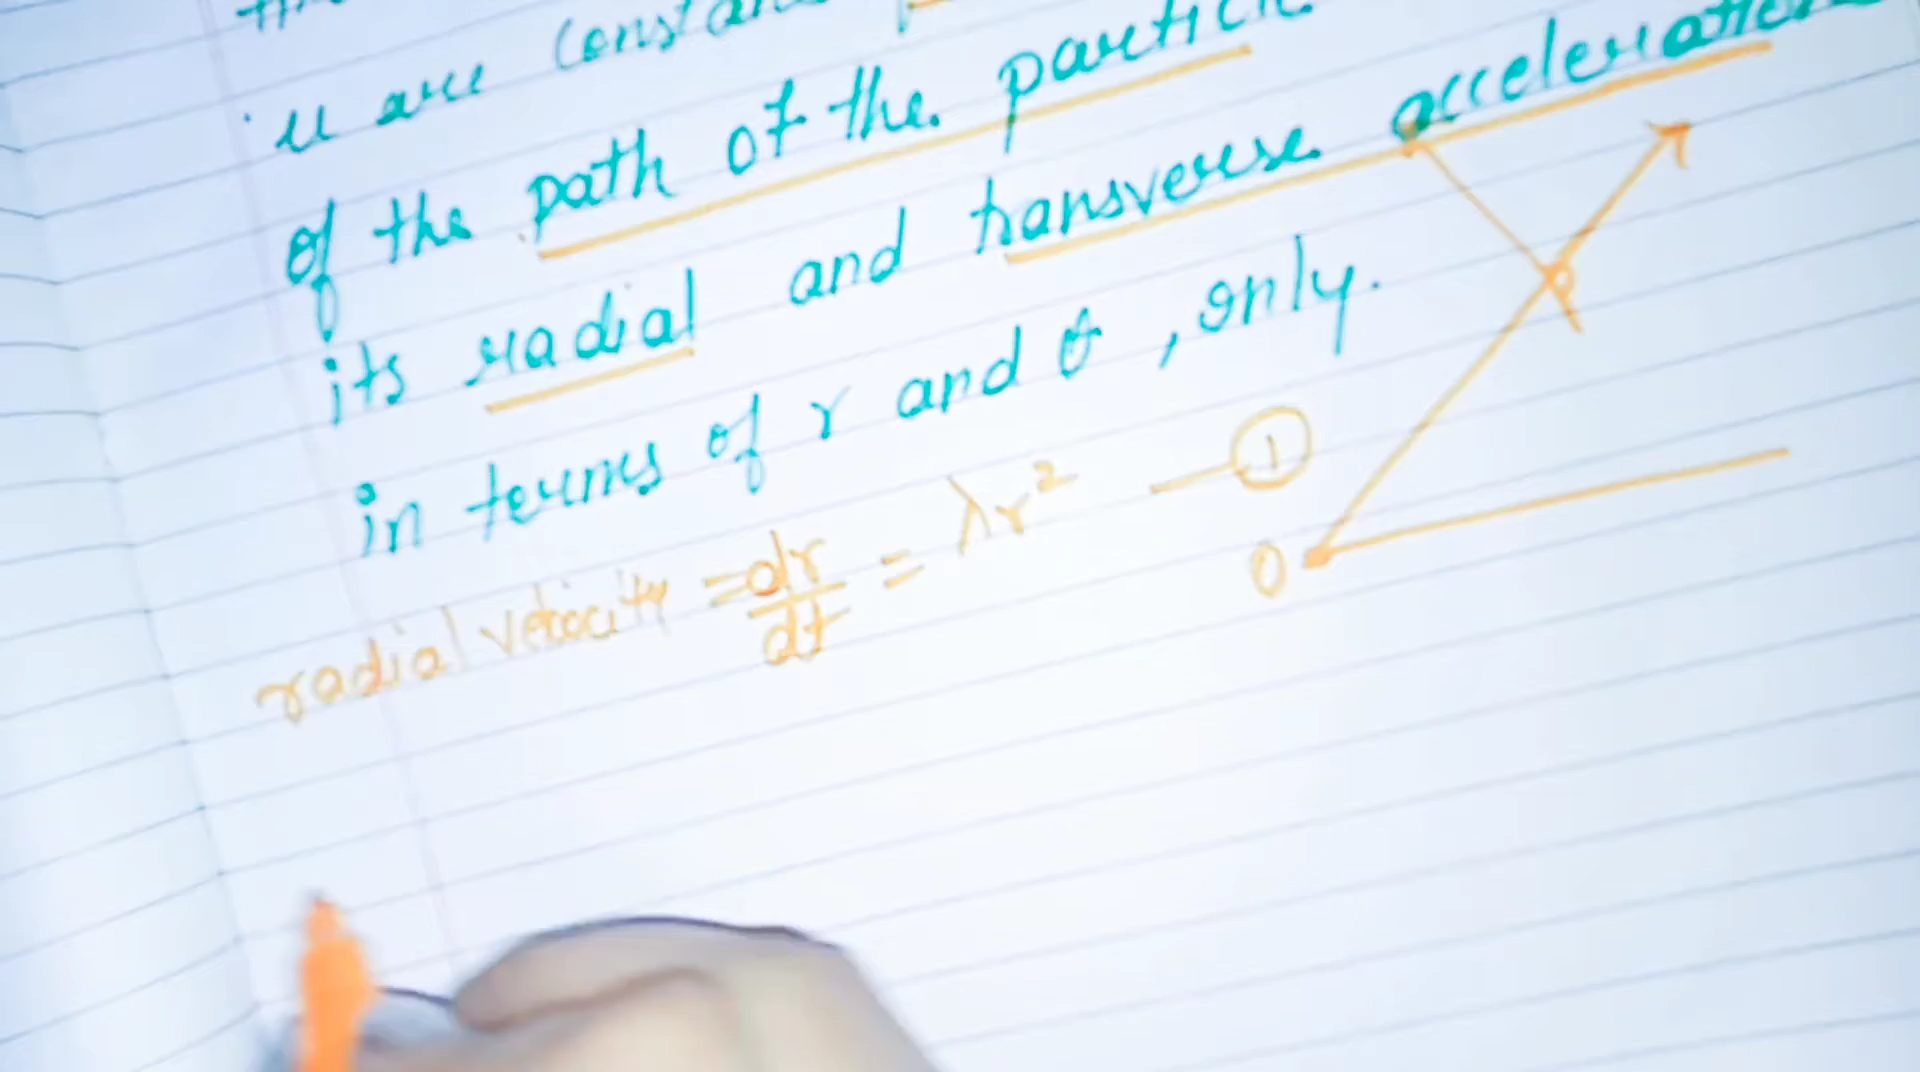 u are constant
of the path of the particle
its radial and transverse acceleration
in terms of r and θ, only.
radial velocity = dr/dt = λr² — ①
P
O